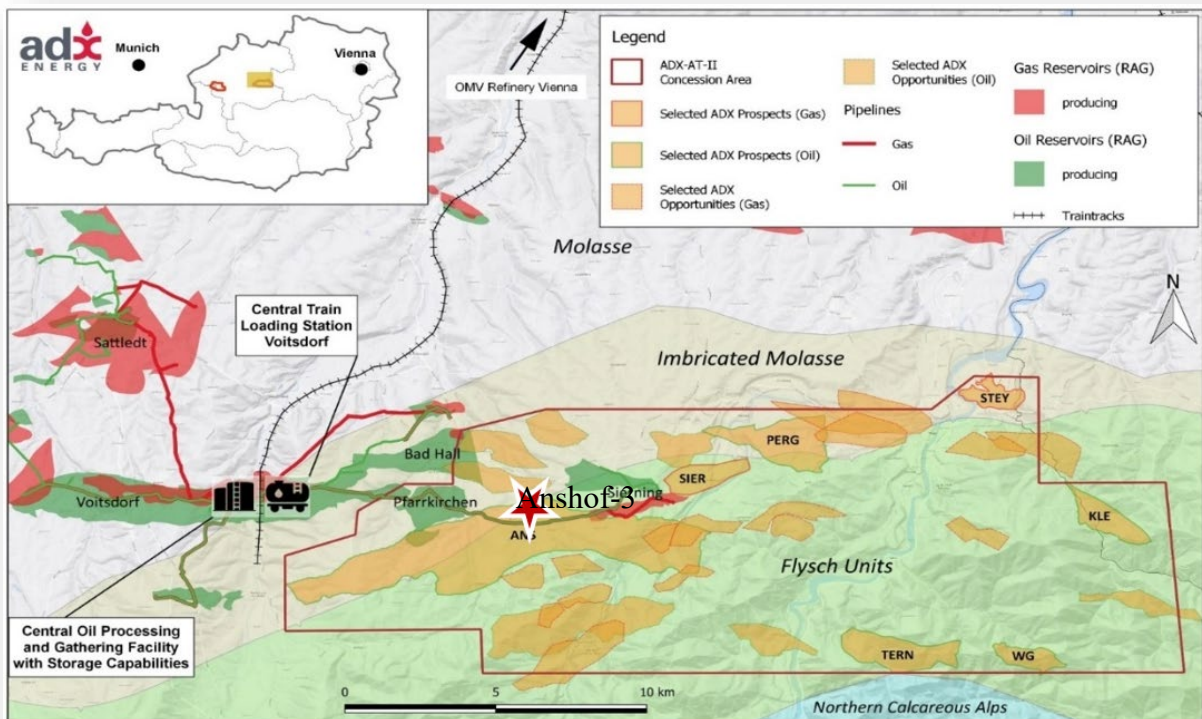 adx
ENERGY
Munich
Vienna
OMV Refinery Vienna
Legend
ADX-AT-II
Concession Area
Selected ADX Prospects (Gas)
Selected ADX Prospects (Oil)
Selected ADX
Opportunities (Gas)
Selected ADX
Opportunities (Oil)
Pipelines
Gas
Oil
Gas Reservoirs (RAG)
producing
Oil Reservoirs (RAG)
producing
Traintracks
Molasse
N
Central Train
Loading Station
Voitsdorf
Sattledt
Imbricated Molasse
STEY
PERG
Bad Hall
SIER
Voitsdorf
Pfarrkirchen
Anshof-3
Sierning
ANS
KLE
Flysch Units
Central Oil Processing
and Gathering Facility
with Storage Capabilities
TERN
WG
0
5
10 km
Northern Calcareous Alps